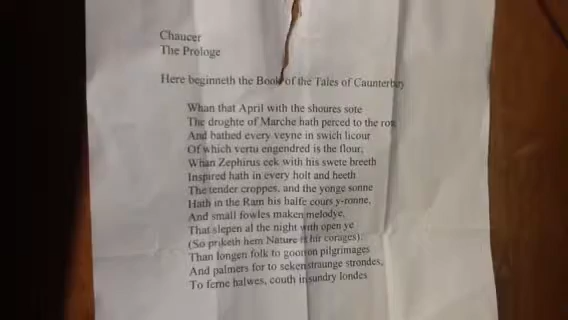 Chaucer
The Prologe
Here beginneth the Book of the Tales of Caunterbury
Whan that April with the shoures sote
The droghte of Marche hath perced to the rote
And bathed every veyne in swich licour
Of which vertu engendred is the flour;
Whan Zephirus eek with his swete breeth
Inspired hath in every holt and heeth
The tender croppes, and the yonge sonne
Hath in the Ram his halfe cours y-ronne,
And small fowles maken melodye,
That slepen al the night with open ye
(So priketh hem Nature in hir corages):
Than longen folk to goon on pilgrimages
And palmers for to seken straunge strondes,
To ferne halwes, couth in sundry londes